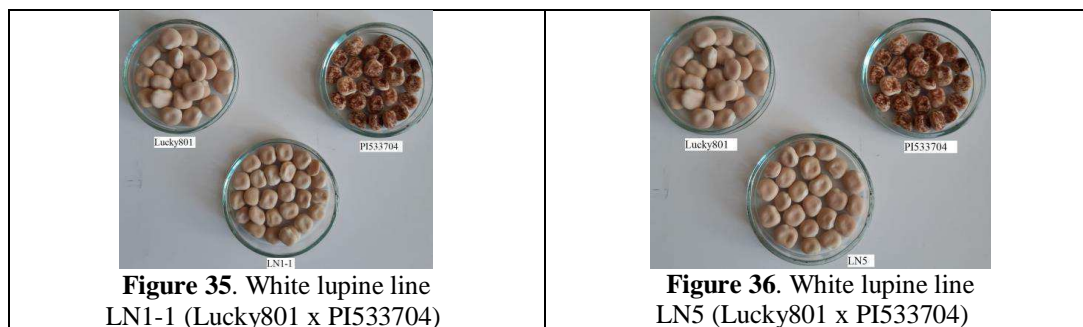 Lucky801
PI533704
LN1-1
Figure 35. White lupine line
LN1-1 (Lucky801 x PI533704)
Lucky801
PI533704
LN5
Figure 36. White lupine line
LN5 (Lucky801 x PI533704)